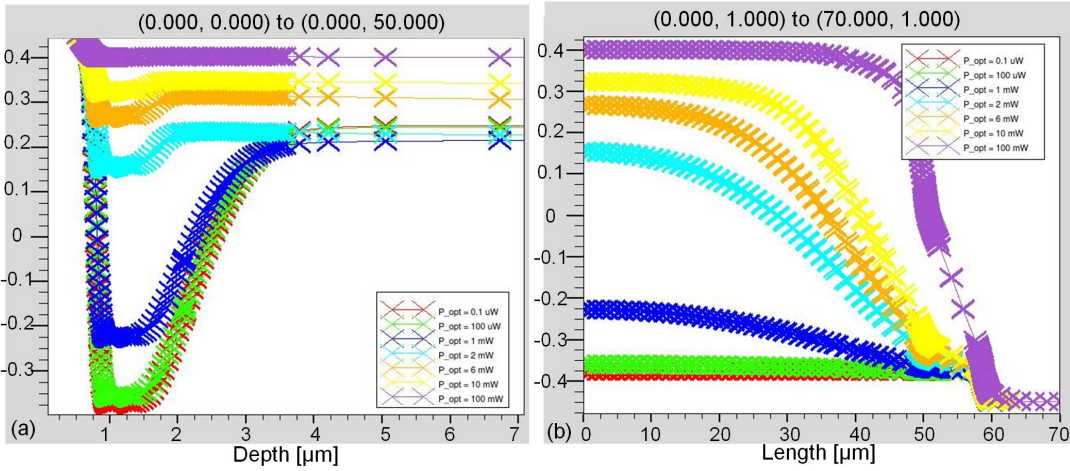 (0.000, 0.000) to (0.000, 50.000)
0.4
0.3
0.2
0.1
0
-0.1
-0.2
-0.3
P_opt = 0.1 uW
P_opt = 100 uW
P_opt = 1 mW
P_opt = 2 mW
P_opt = 6 mW
P_opt = 10 mW
P_opt = 100 mW
1 2 3 4 5 6 7
(a)
Depth [µm]
(0.000, 1.000) to (70.000, 1.000)
0.4
0.3
0.2
0.1
0
-0.1
-0.2
-0.3
-0.4
P_opt = 0.1 uW
P_opt = 100 uW
P_opt = 1 mW
P_opt = 2 mW
P_opt = 6 mW
P_opt = 10 mW
P_opt = 100 mW
0 10 20 30 40 50 60 70
(b)
Length [µm]